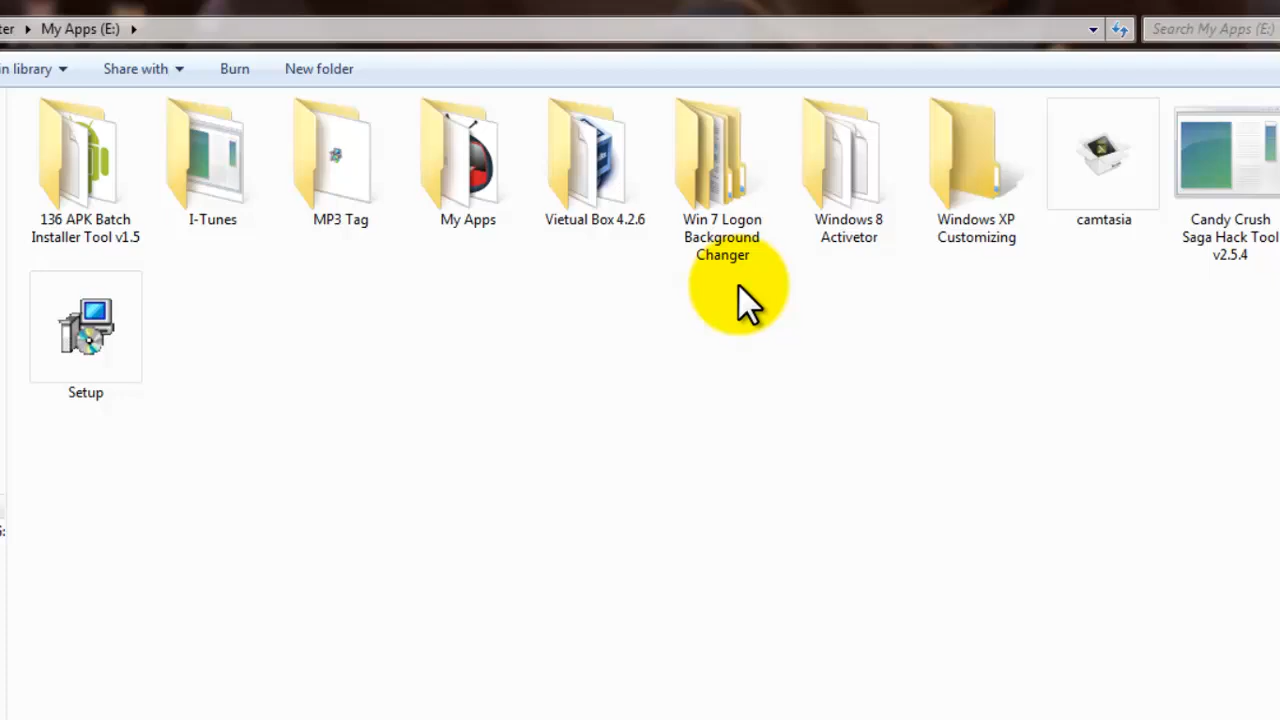 ter ▸ My Apps (E:) ▸
Search My Apps (E:)
in library
Share with
Burn
New folder
136 APK Batch
Installer Tool v1.5
I-Tunes
MP3 Tag
My Apps
Vietual Box 4.2.6
Win 7 Logon
Background
Changer
Windows 8
Activetor
Windows XP
Customizing
camtasia
Candy Crush
Saga Hack Tool
v2.5.4
Setup